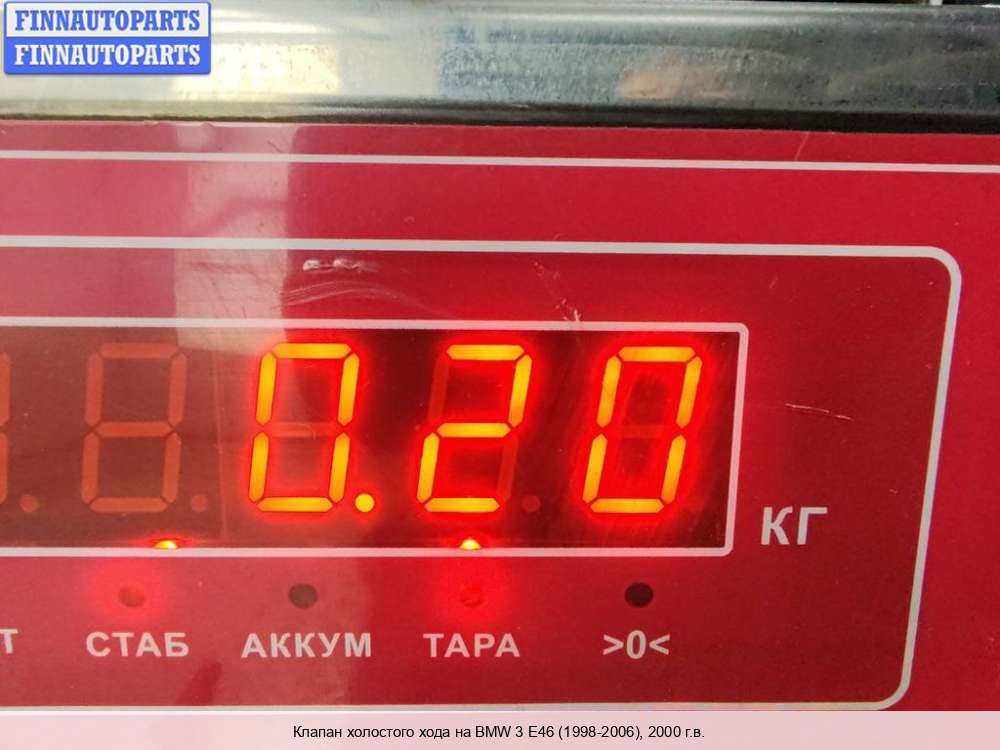 FINNAUTOPARTS
FINNAUTOPARTS
0.20
КГ
СТАБ АККУМ ТАРА >0<
Клапан холостого хода на BMW 3 E46 (1998-2006), 2000 г.в.